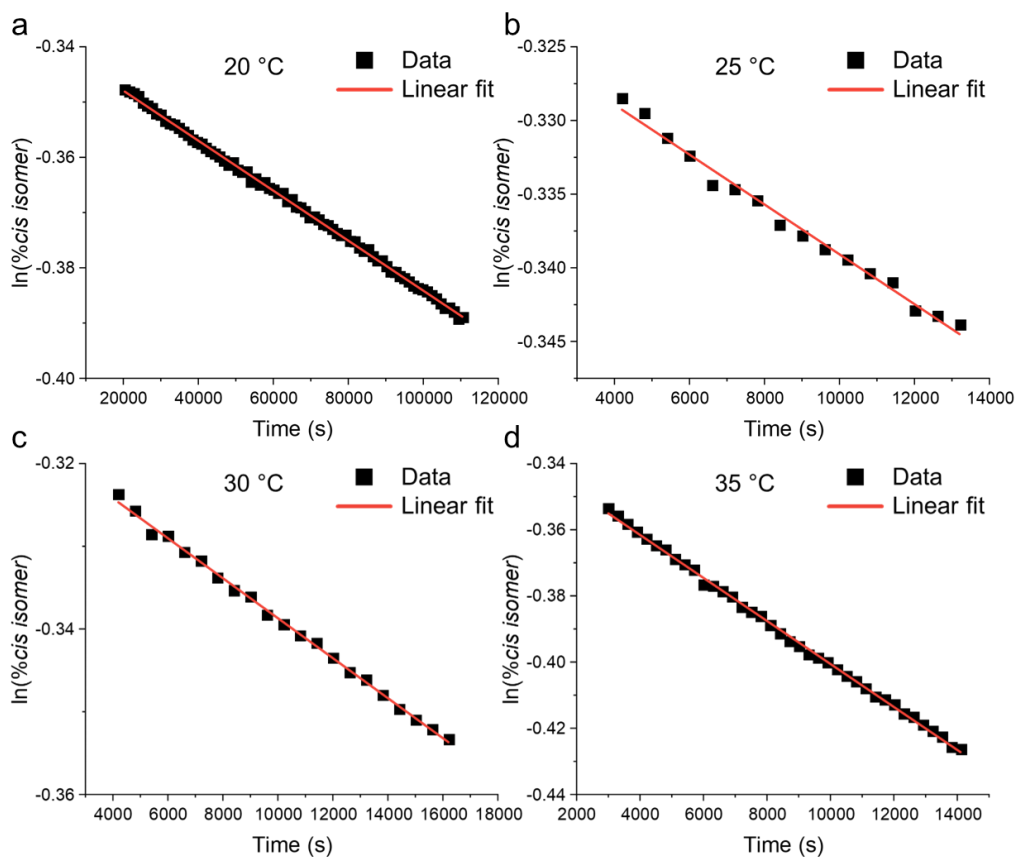 a
20 °C
Data
Linear fit
-0.34
-0.36
-0.38
-0.40
ln(%cis isomer)
20000 40000 60000 80000 100000 120000
Time (s)
b
25 °C
Data
Linear fit
-0.325
-0.330
-0.335
-0.340
-0.345
ln(%cis isomer)
4000 6000 8000 10000 12000 14000
Time (s)
c
30 °C
Data
Linear fit
-0.32
-0.34
-0.36
ln(%cis isomer)
4000 6000 8000 10000 12000 14000 16000 18000
Time (s)
d
35 °C
Data
Linear fit
-0.34
-0.36
-0.38
-0.40
-0.42
-0.44
ln(%cis isomer)
2000 4000 6000 8000 10000 12000 14000
Time (s)